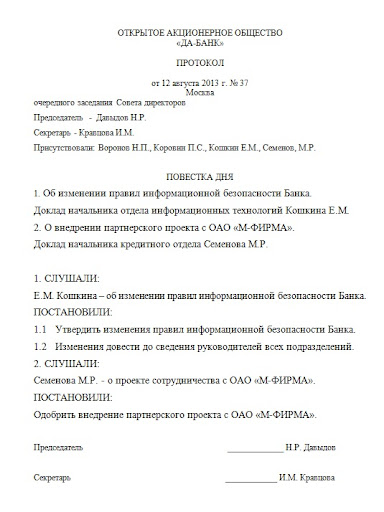 ОТКРЫТОЕ АКЦИОНЕРНОЕ ОБЩЕСТВО
«ДА-БАНК»
ПРОТОКОЛ
от 12 августа 2013 г. № 37
Москва
очередного заседания Совета директоров
Председатель - Давыдов Н.Р.
Секретарь - Кравцова И.М.
Присутствовали: Воронов Н.П., Коровин П.С., Кошкин Е.М., Семенов, М.Р.
ПОВЕСТКА ДНЯ
1. Об изменении правил информационной безопасности Банка.
Доклад начальника отдела информационных технологий Кошкина Е.М.
2. О внедрении партнерского проекта с ОАО «М-ФИРМА».
Доклад начальника кредитного отдела Семенова М.Р.
1. СЛУШАЛИ:
Е.М. Кошкина – об изменении правил информационной безопасности Банка.
ПОСТАНОВИЛИ:
1.1 Утвердить изменения правил информационной безопасности Банка.
1.2 Изменения довести до сведения руководителей всех подразделений.
2. СЛУШАЛИ:
Семенова М.Р. - о проекте сотрудничества с ОАО «М-ФИРМА».
ПОСТАНОВИЛИ:
Одобрить внедрение партнерского проекта с ОАО «М-ФИРМА».
Председатель ______________ Н.Р. Давыдов
Секретарь _____________ И.М. Кравцова